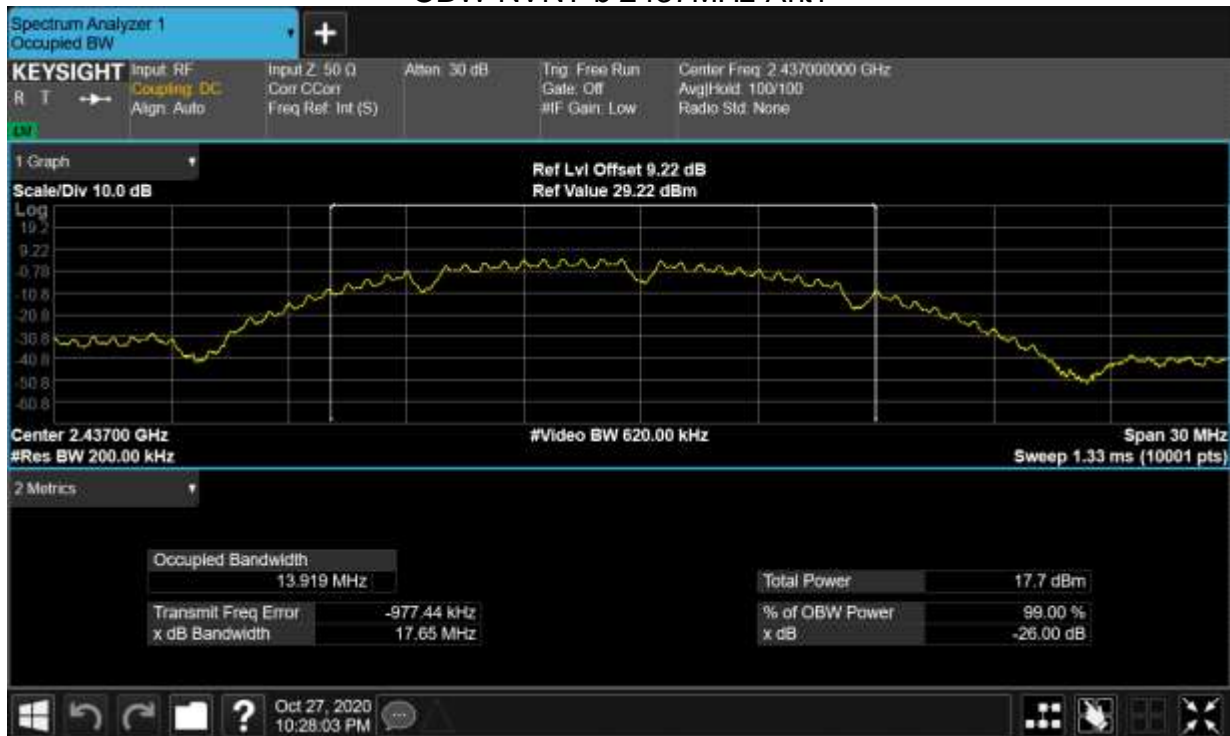 OBW NVNT b 2437MHz Ant1
Spectrum Analyzer 1
Occupied BW
+
KEYSIGHT
R T
Input: RF
Coupling: DC
Align: Auto
Input Z: 50 Ω
Corr CCorr
Freq Ref: Int (S)
Atten: 30 dB
Trig: Free Run
Gate: Off
#IF Gain: Low
Center Freq: 2.437000000 GHz
Avg|Hold: 100/100
Radio Std: None
1 Graph
Scale/Div 10.0 dB
Ref Lvl Offset 9.22 dB
Ref Value 29.22 dBm
Log
19.2
9.22
-0.78
-10.8
-20.8
-30.8
-40.8
-50.8
-60.8
Center 2.43700 GHz
#Res BW 200.00 kHz
#Video BW 620.00 kHz
Span 30 MHz
Sweep 1.33 ms (10001 pts)
2 Metrics
Occupied Bandwidth
13.919 MHz
Transmit Freq Error -977.44 kHz
x dB Bandwidth 17.65 MHz
Total Power 17.7 dBm
% of OBW Power 99.00 %
x dB -26.00 dB
?
Oct 27, 2020
10:28:03 PM